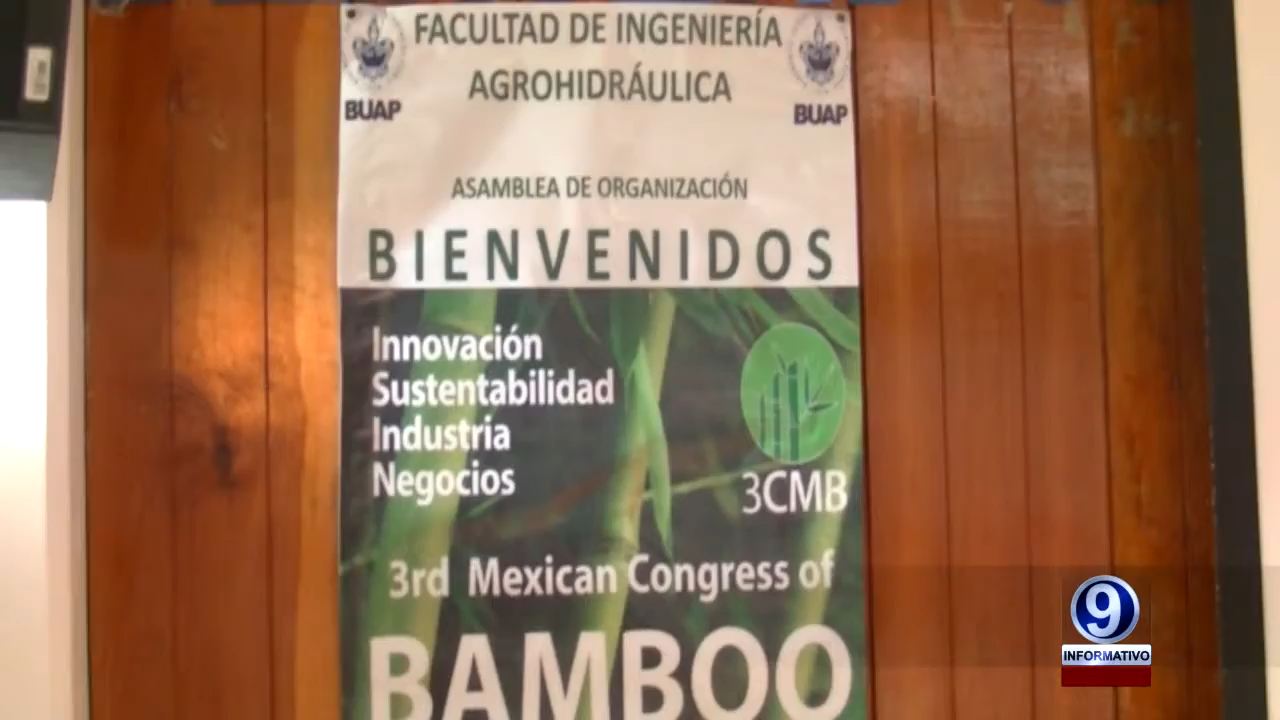 FACULTAD DE INGENIERÍA
AGROHIDRÁULICA
BUAP
BUAP
ASAMBLEA DE ORGANIZACIÓN
BIENVENIDOS
Innovación
Sustentabilidad
Industria
Negocios
3CMB
3rd Mexican Congress of
BAMBOO
9
INFORMATIVO